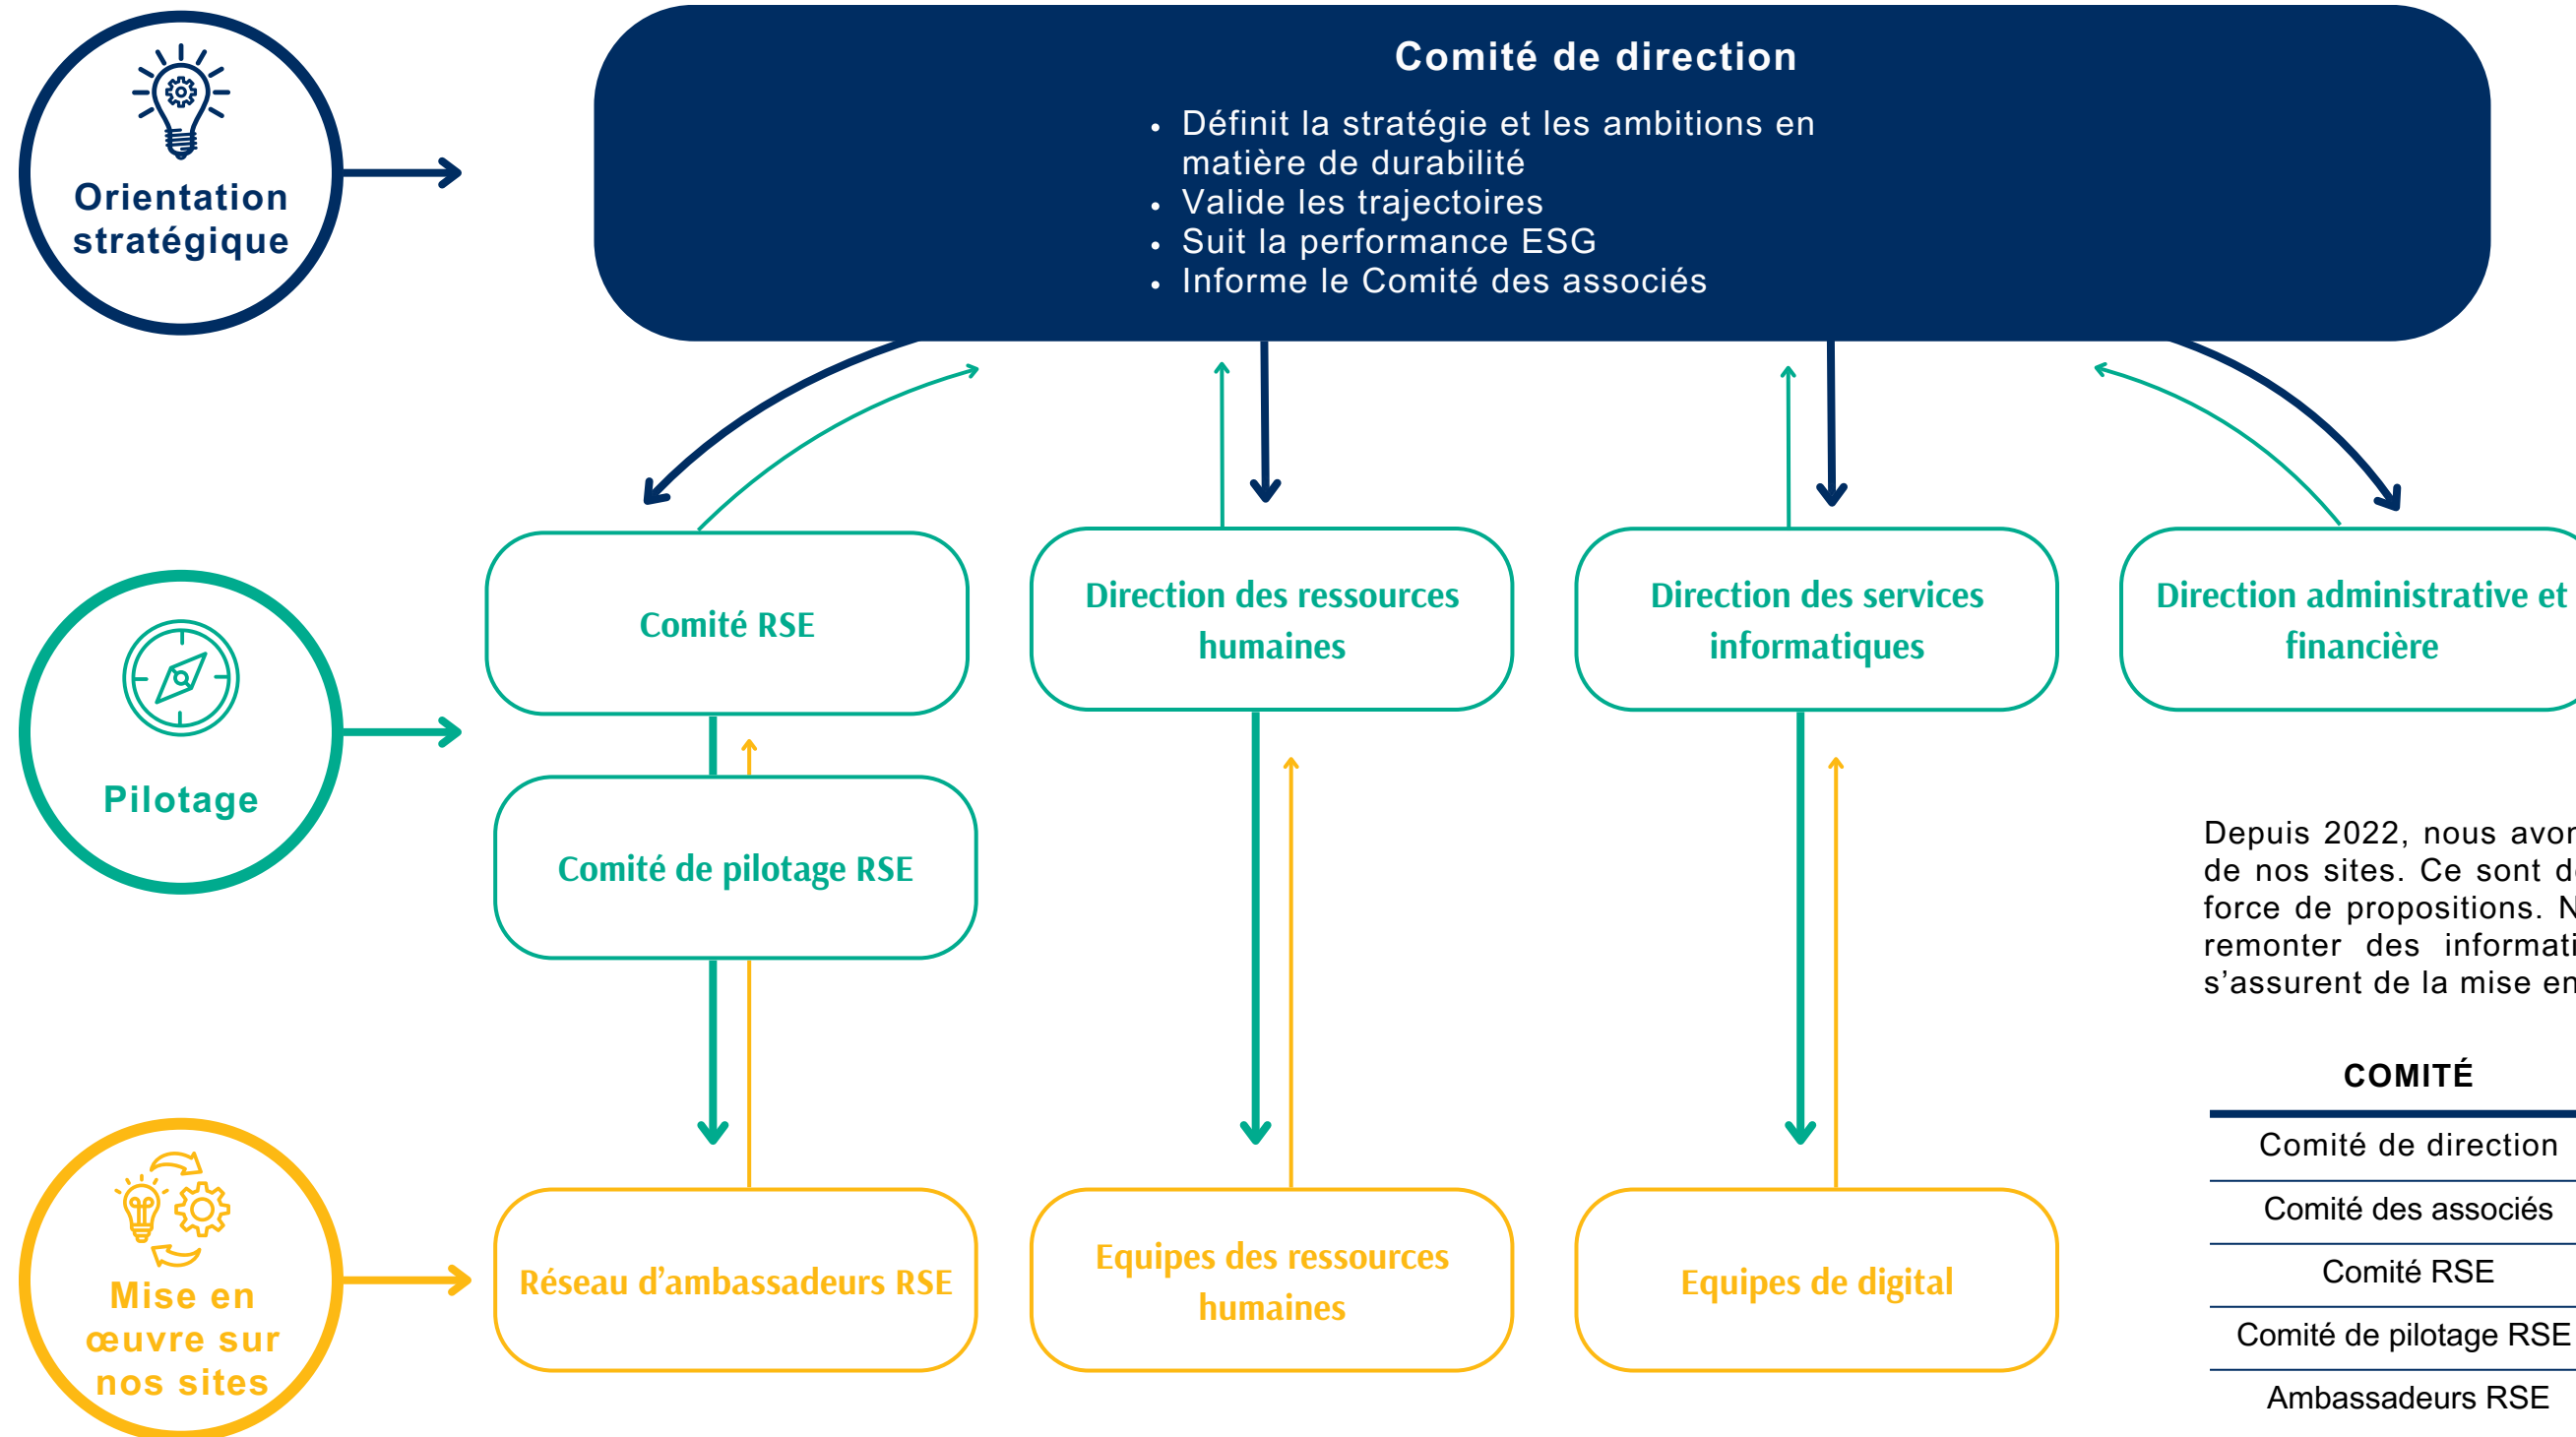 Orientation
stratégique
Comité de direction
• Définit la stratégie et les ambitions en
matière de durabilité
• Valide les trajectoires
• Suit la performance ESG
• Informe le Comité des associés
Pilotage
Comité RSE
Direction des ressources
humaines
Direction des services
informatiques
Direction administrative et
financière
Comité de pilotage RSE
Mise en
œuvre sur
nos sites
Réseau d’ambassadeurs RSE
Equipes des ressources
humaines
Equipes de digital
Depuis 2022, nous
de nos sites. Ce sont
force de propositions.
remonter des
s’assurent de la mise en
COMITÉ
Comité de direction
Comité des associés
Comité RSE
Comité de pilotage RSE
Ambassadeurs RSE